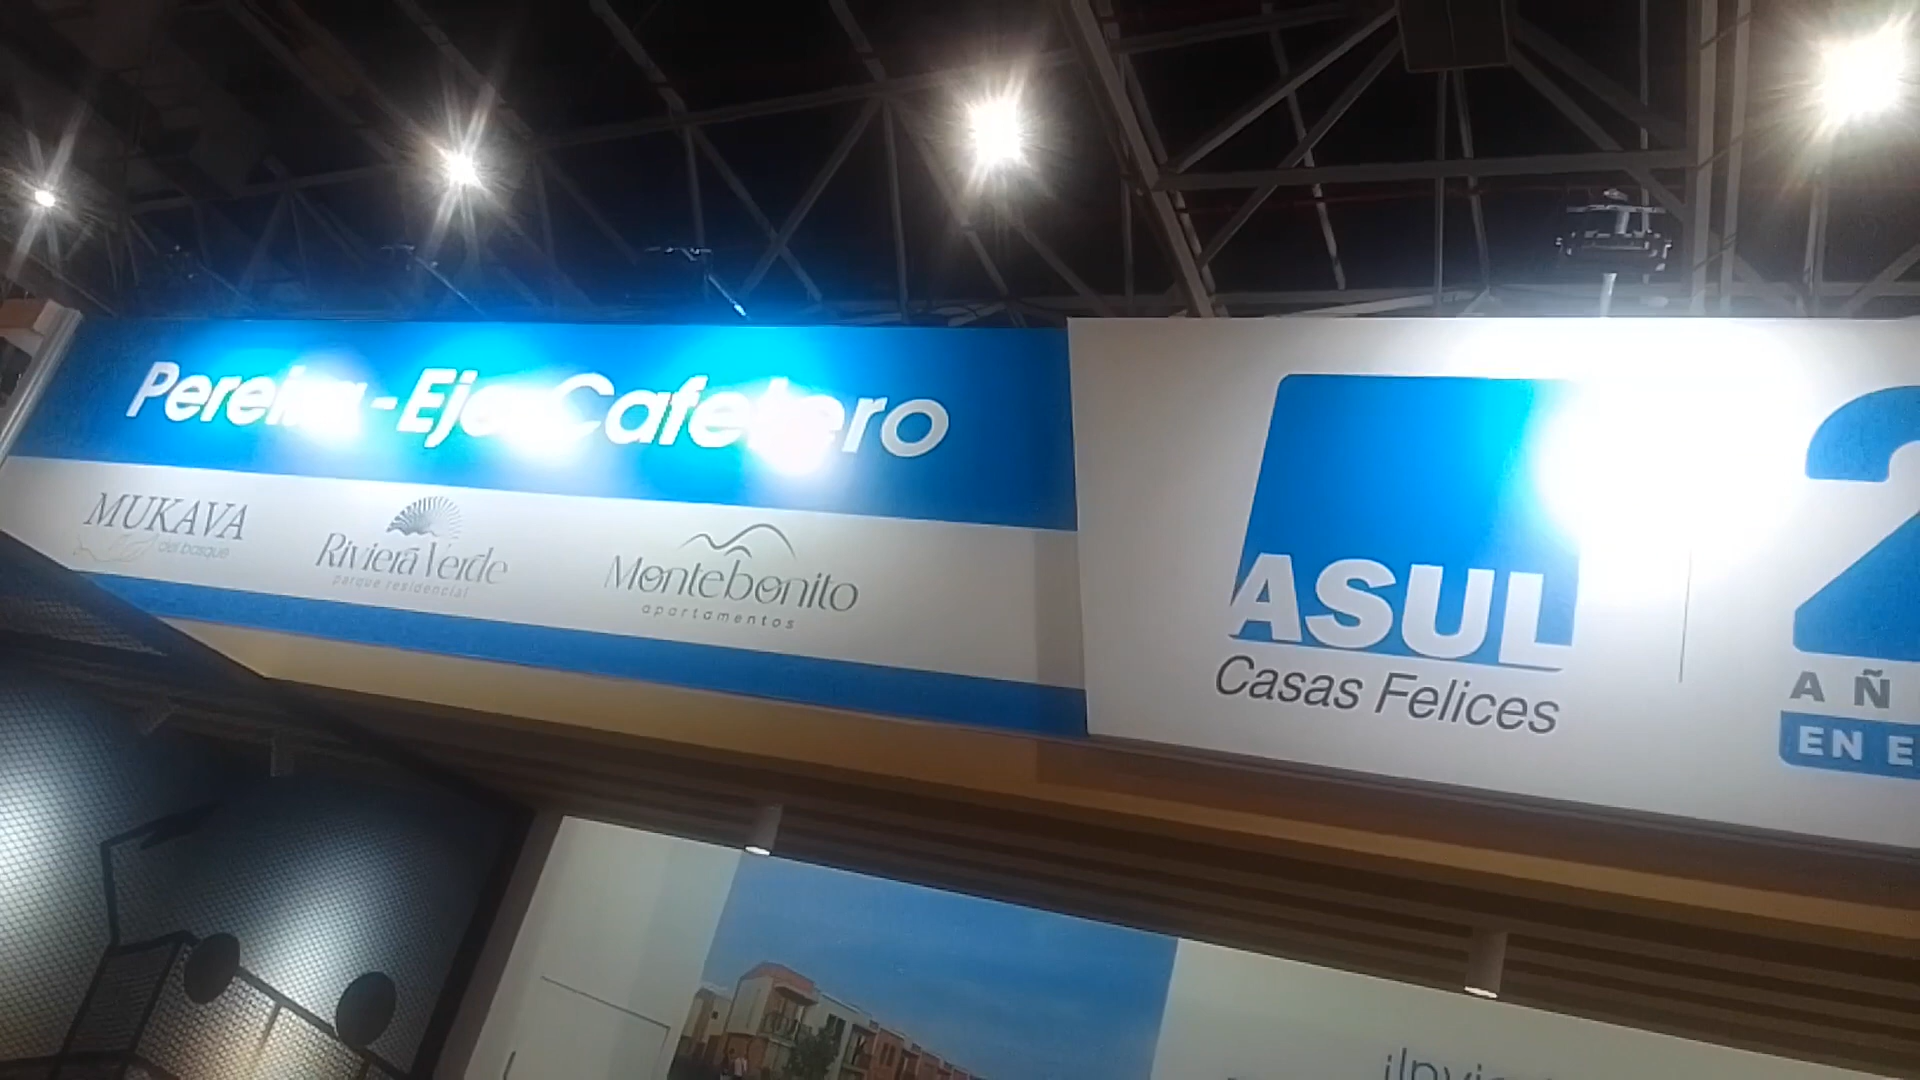 Pereira - Eje Cafetero
MUKAVA
del bosque
Riviera Verde
parque residencial
Montebonito
apartamentos
ASUL
Casas Felices
2
AÑ
EN E